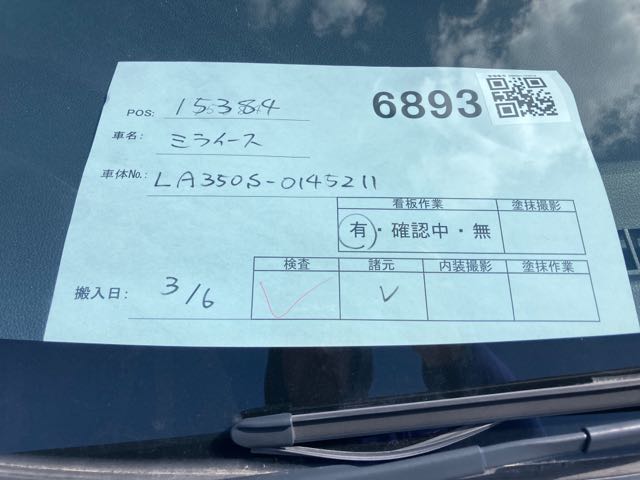 POS: 15384 6893
車名: ミライース
車体No.: LA350S-0145211
看板作業 塗抹撮影
有・確認中・無
検査 諸元 内装撮影 塗抹作業
搬入日: 3/6 ✓ ✓